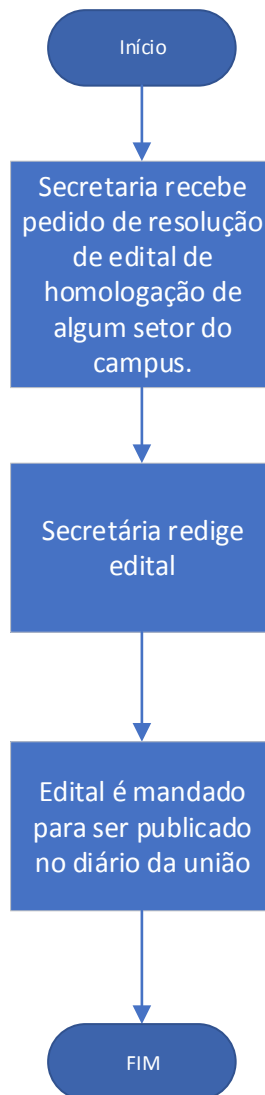 Início
Secretaria recebe
pedido de resolução
de edital de
homologação de
algum setor do
campus.
Secretária redige
edital
Edital é mandado
para ser publicado
no diário da união
FIM